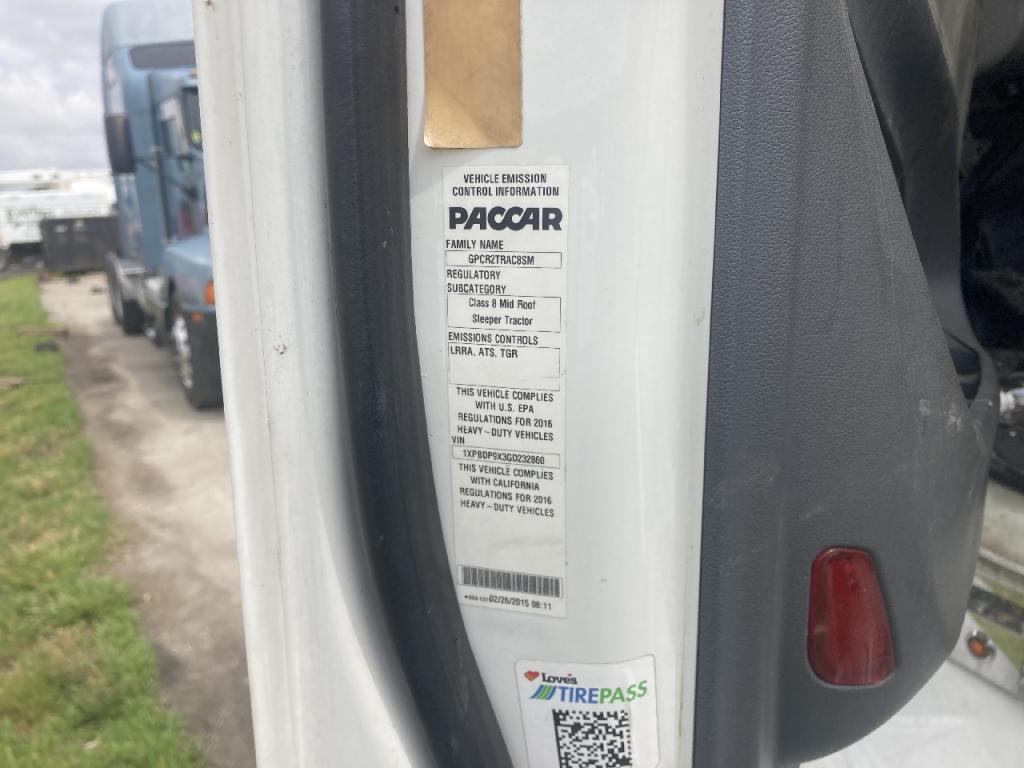 VEHICLE EMISSION
CONTROL INFORMATION
PACCAR
FAMILY NAME
GPCR2TRAC8SM
REGULATORY
SUBCATEGORY
Class 8 Mid Roof
Sleeper Tractor
EMISSIONS CONTROLS
LRRA, ATS, TGR
THIS VEHICLE COMPLIES
WITH U.S. EPA
REGULATIONS FOR 2016
HEAVY-DUTY VEHICLES
VIN
1XPBDP9X3GD232860
THIS VEHICLE COMPLIES
WITH CALIFORNIA
REGULATIONS FOR 2016
HEAVY-DUTY VEHICLES
02/26/2015 08:11
Love's
TIREPASS